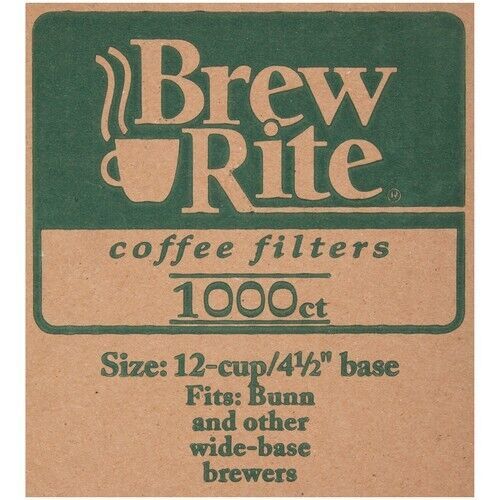 Brew
Rite®
coffee filters
1000ct
Size: 12-cup/4½" base
Fits: Bunn
and other
wide-base
brewers